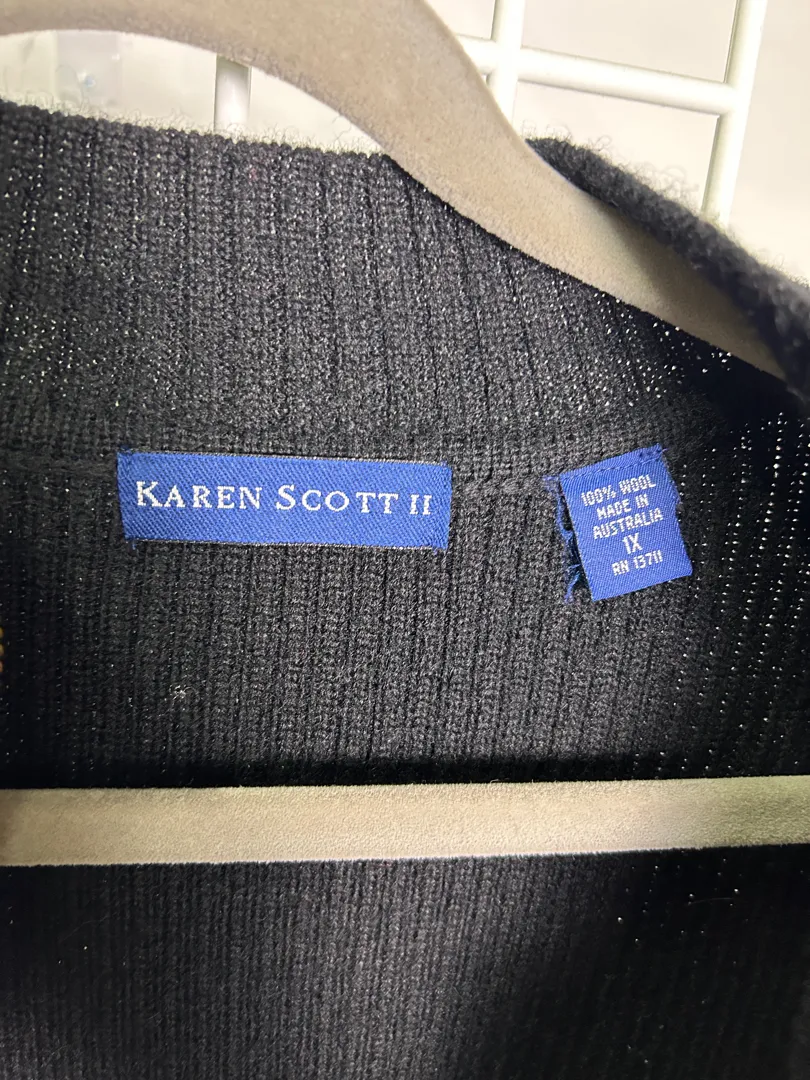 KAREN SCOTT II
100% WOOL
MADE IN
AUSTRALIA
1X
RN 13711